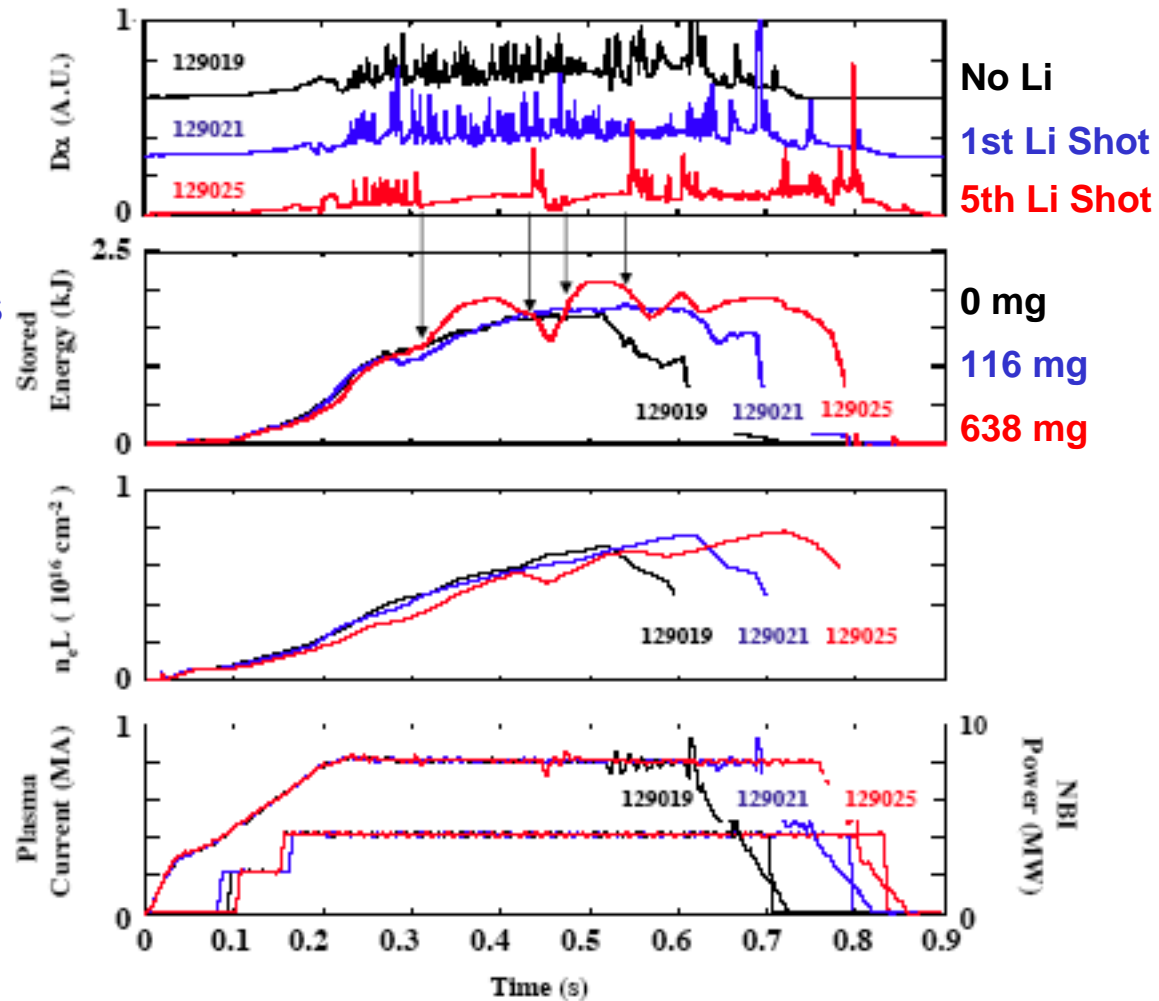 1
Dα (A.U.)
0
129019
129021
129025
No Li
1st Li Shot
5th Li Shot
2.5
Stored
Energy (kJ)
0
129019
129021
129025
0 mg
116 mg
638 mg
1
nₑL ( 10¹⁶ cm⁻²)
0
129019
129021
129025
1
Plasma
Current (MA)
0
129019
129021
129025
10
NBI
Power (MW)
0
0 0.1 0.2 0.3 0.4 0.5 0.6 0.7 0.8 0.9
Time (s)